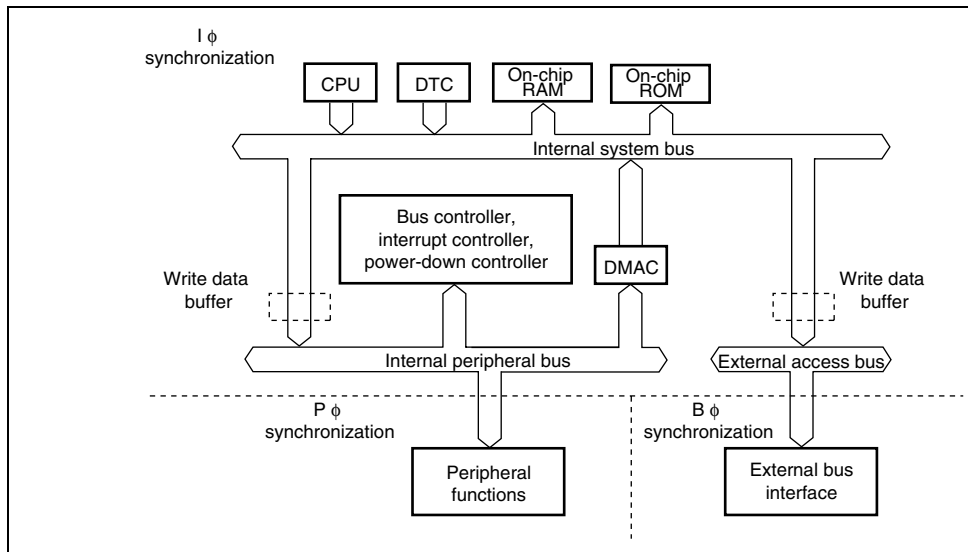 I ϕ
synchronization
CPU
DTC
On-chip
RAM
On-chip
ROM
Internal system bus
Bus controller,
interrupt controller,
power-down controller
DMAC
Write data
buffer
Write data
buffer
Internal peripheral bus
External access bus
P ϕ
synchronization
B ϕ
synchronization
Peripheral
functions
External bus
interface